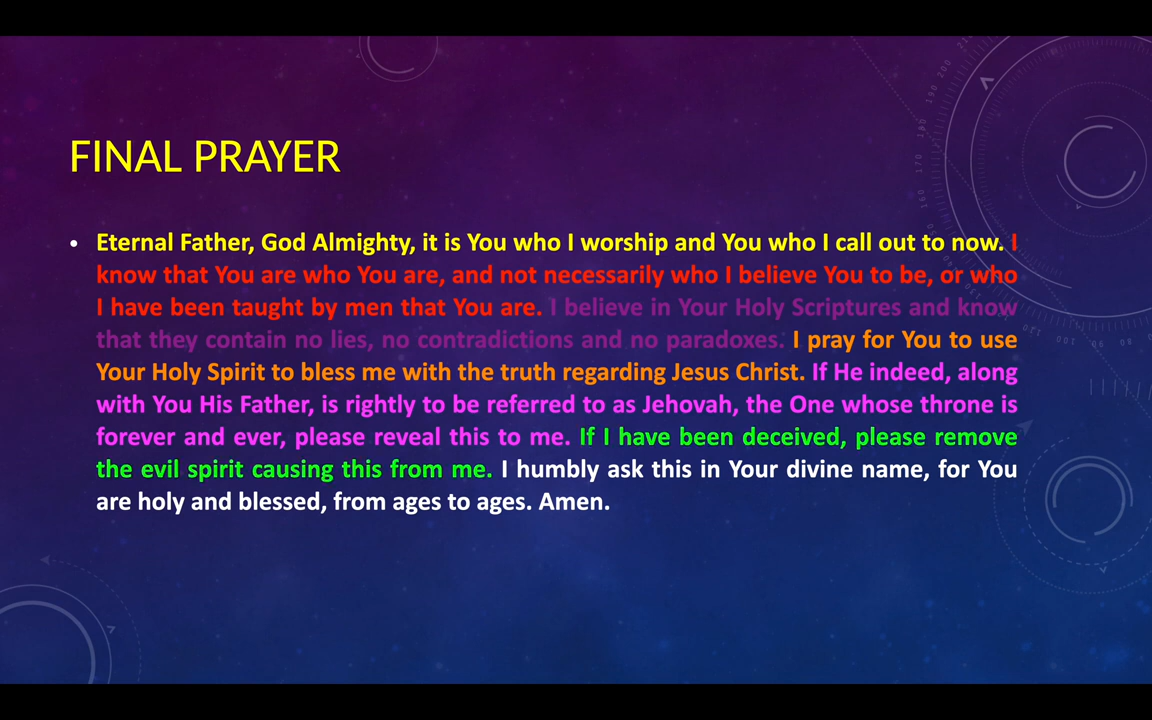 FINAL PRAYER
• Eternal Father, God Almighty, it is You who I worship and You who I call out to now. I
know that You are who You are, and not necessarily who I believe You to be, or who
I have been taught by men that You are. I believe in Your Holy Scriptures and know
that they contain no lies, no contradictions and no paradoxes. I pray for You to use
Your Holy Spirit to bless me with the truth regarding Jesus Christ. If He indeed, along
with You His Father, is rightly to be referred to as Jehovah, the One whose throne is
forever and ever, please reveal this to me. If I have been deceived, please remove
the evil spirit causing this from me. I humbly ask this in Your divine name, for You
are holy and blessed, from ages to ages. Amen.